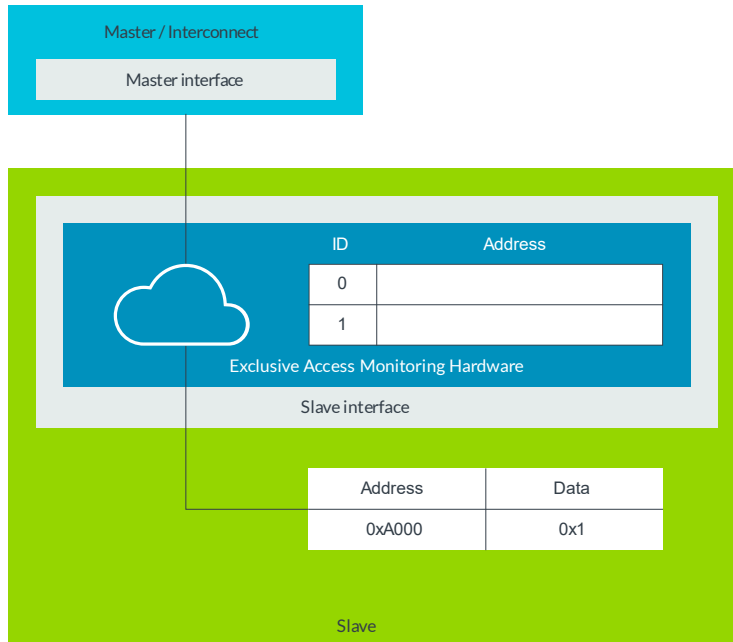 Master / Interconnect
Master interface
ID Address
0
1
Exclusive Access Monitoring Hardware
Slave interface
Address Data
0xA000 0x1
Slave